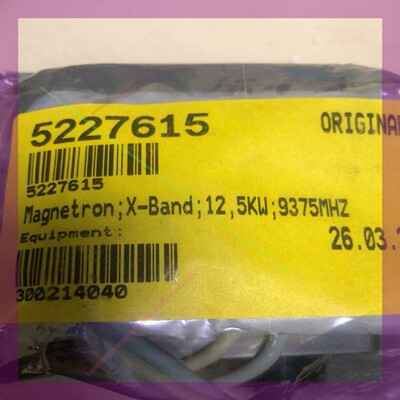 5227615 ORIGINAL
5227615
Magnetron;X-Band;12,5KW;9375MHZ
Equipment: 26.03.
300214040